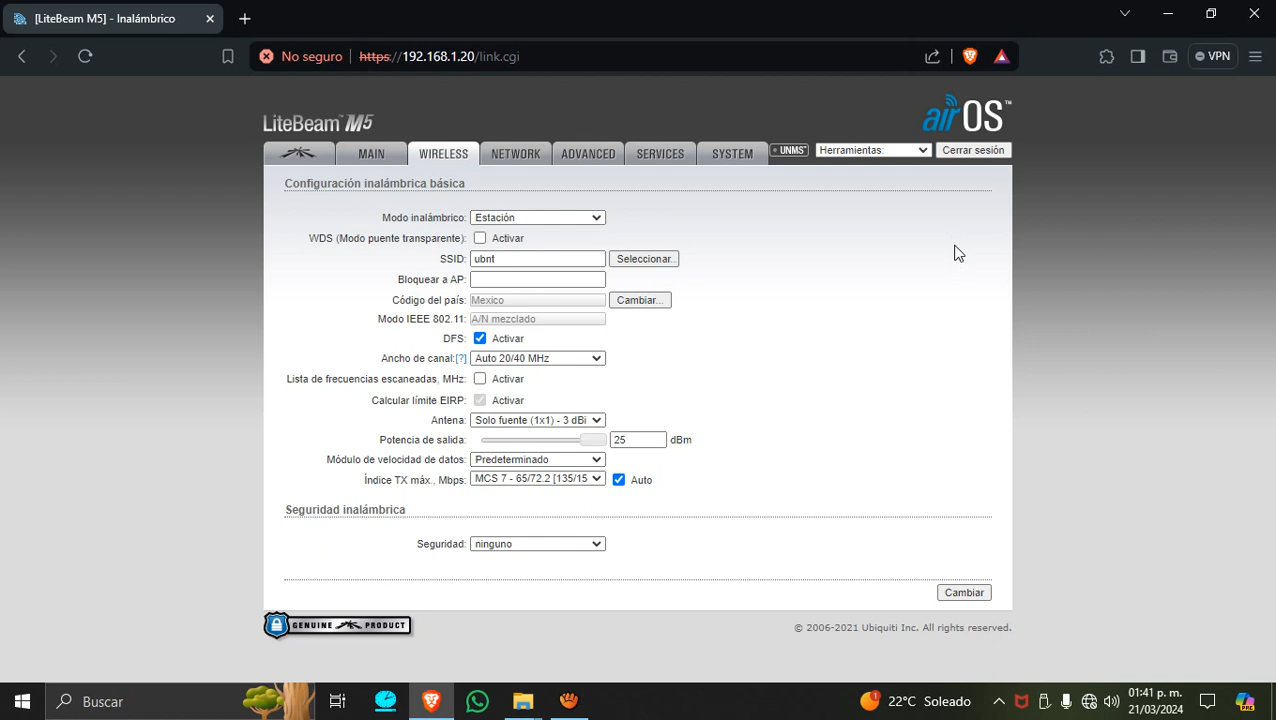 [LiteBeam M5] - Inalámbrico
No seguro https://192.168.1.20/link.cgi VPN
LiteBeam M5 airOS™
MAIN WIRELESS NETWORK ADVANCED SERVICES SYSTEM UNMS™ Herramientas: Cerrar sesión
Configuración inalámbrica básica
Modo inalámbrico: Estación
WDS (Modo puente transparente): Activar
SSID: ubnt Seleccionar...
Bloquear a AP:
Código del país: Mexico Cambiar...
Modo IEEE 802.11: A/N mezclado
DFS: Activar
Ancho de canal:[?] Auto 20/40 MHz
Lista de frecuencias escaneadas, MHz: Activar
Calcular límite EIRP: Activar
Antena: Solo fuente (1x1) - 3 dBi
Potencia de salida: 25 dBm
Módulo de velocidad de datos: Predeterminado
Índice TX máx., Mbps: MCS 7 - 65/72.2 [135/15 Auto
Seguridad inalámbrica
Seguridad: ninguno
Cambiar
GENUINE PRODUCT
© 2006-2021 Ubiquiti Inc. All rights reserved.
Buscar 1 22°C Soleado 01:41 p. m.
21/03/2024